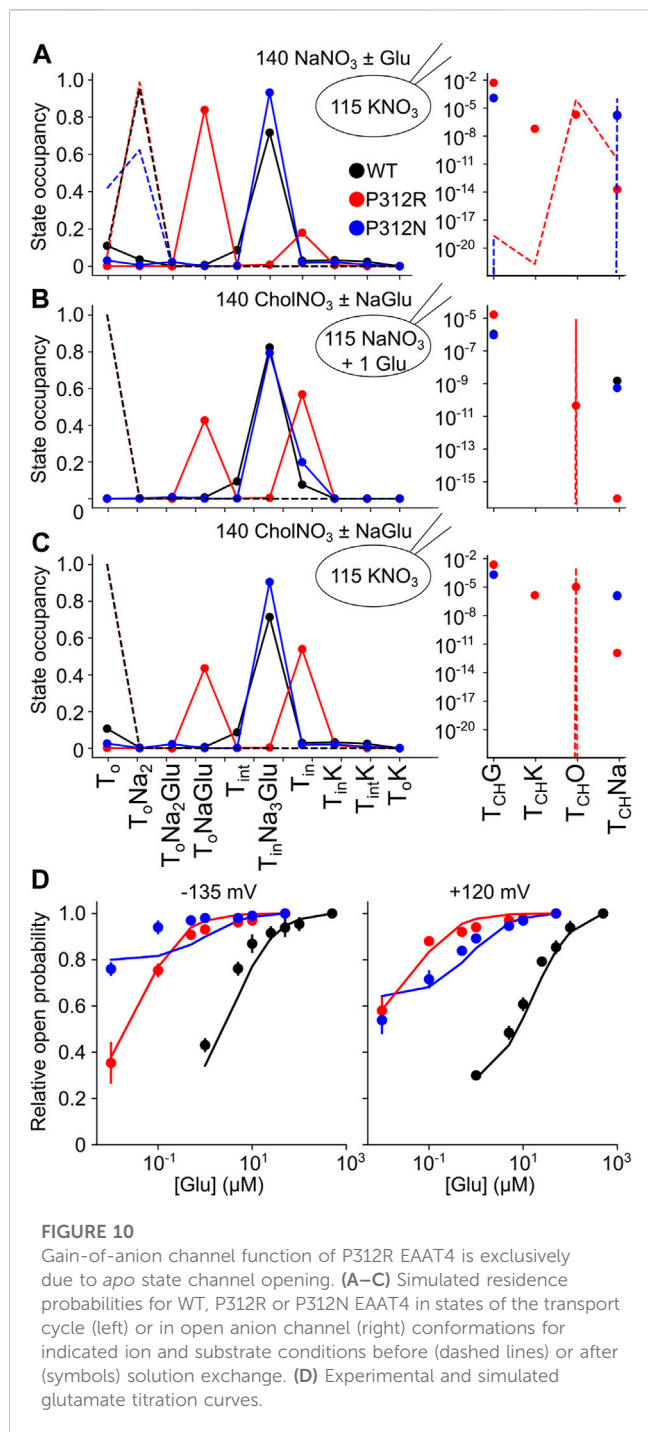 A
140 NaNO₃ ± Glu
115 KNO₃
WT
P312R
P312N
State occupancy
1.0
0.8
0.6
0.4
0.2
0
10⁻²
10⁻⁵
10⁻⁸
10⁻¹¹
10⁻¹⁴
10⁻¹⁷
10⁻²⁰
B
140 CholNO₃ ± NaGlu
115 NaNO₃
+ 1 Glu
State occupancy
1.0
0.8
0.6
0.4
0.2
0
10⁻⁵
10⁻⁷
10⁻⁹
10⁻¹¹
10⁻¹³
10⁻¹⁵
C
140 CholNO₃ ± NaGlu
115 KNO₃
State occupancy
1.0
0.8
0.6
0.4
0.2
0
10⁻²
10⁻⁵
10⁻⁸
10⁻¹¹
10⁻¹⁴
10⁻¹⁷
10⁻²⁰
Tₒ
TₒNa₂
TₒNa₂Glu
TₒNaGlu
T_int
T_inNa₃Glu
T_in
T_inK
T_intK
TₒK
T_CHG
T_CHK
T_CHO
T_CHNa
D
-135 mV
+120 mV
Relative open probability
1.0
0.8
0.6
0.4
0.2
0
10⁻¹
10¹
10³
10⁻¹
10¹
10³
[Glu] (µM)
[Glu] (µM)
FIGURE 10
Gain-of-anion channel function of P312R EAAT4 is exclusively
due to apo state channel opening. (A–C) Simulated residence
probabilities for WT, P312R or P312N EAAT4 in states of the transport
cycle (left) or in open anion channel (right) conformations for
indicated ion and substrate conditions before (dashed lines) or after
(symbols) solution exchange. (D) Experimental and simulated
glutamate titration curves.